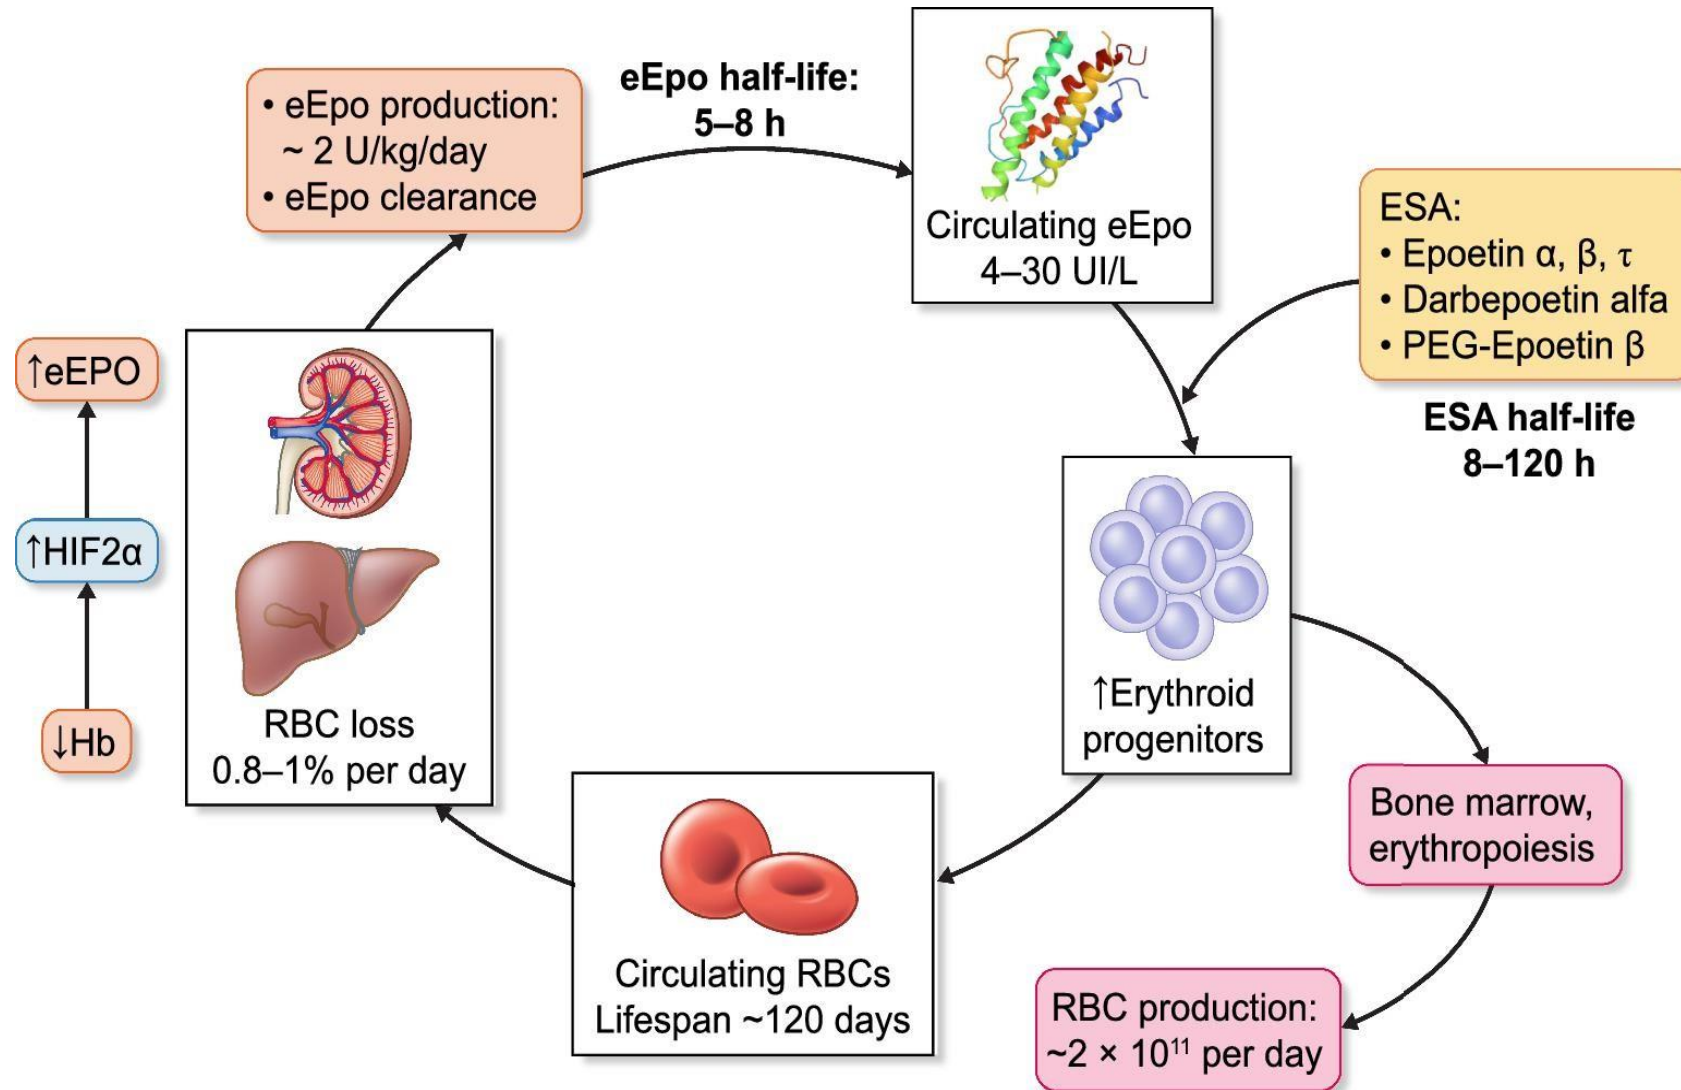 • eEpo production:
~ 2 U/kg/day
• eEpo clearance
eEpo half-life:
5–8 h
Circulating eEpo
4–30 UI/L
ESA:
• Epoetin α, β, τ
• Darbepoetin alfa
• PEG-Epoetin β
ESA half-life
8–120 h
↑eEPO
↑HIF2α
↓Hb
RBC loss
0.8–1% per day
↑Erythroid
progenitors
Bone marrow,
erythropoiesis
Circulating RBCs
Lifespan ~120 days
RBC production:
~2 × 10¹¹ per day